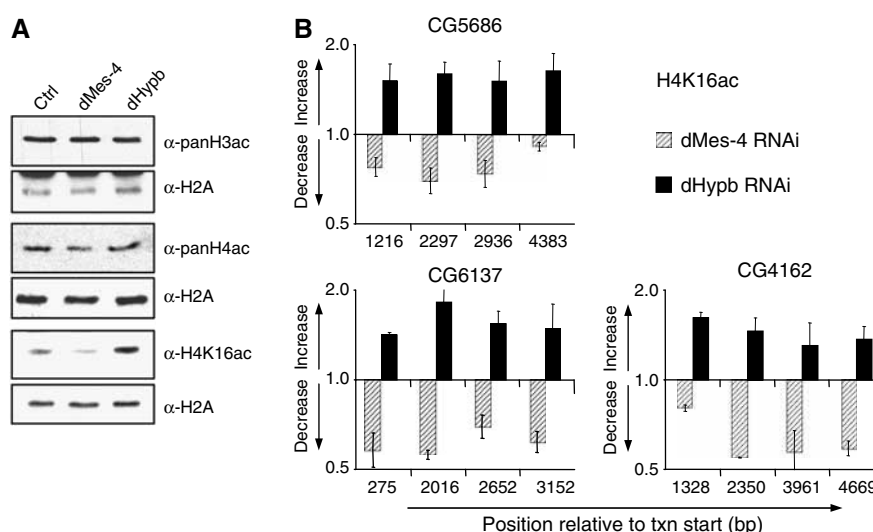 A
Ctrl
dMes-4
dHypb
α-panH3ac
α-H2A
α-panH4ac
α-H2A
α-H4K16ac
α-H2A
B
CG5686
2.0
1.0
0.5
Increase
Decrease
1216 2297 2936 4383
H4K16ac
dMes-4 RNAi
dHypb RNAi
CG6137
2.0
1.0
0.5
Increase
Decrease
275 2016 2652 3152
CG4162
2.0
1.0
0.5
Increase
Decrease
1328 2350 3961 4669
Position relative to txn start (bp)